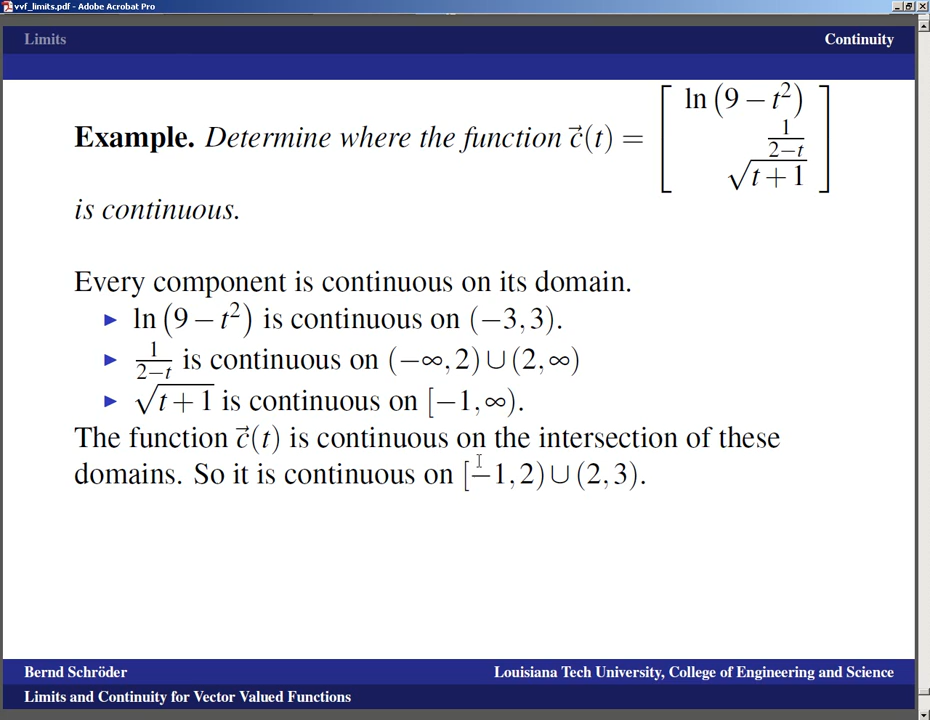 vvf_limits.pdf - Adobe Acrobat Pro
Limits Continuity
Example. Determine where the function c⃗(t) = [ ln(9 − t²)
1/(2−t)
√(t+1) ]
is continuous.
Every component is continuous on its domain.
▶ ln(9 − t²) is continuous on (−3,3).
▶ 1/(2−t) is continuous on (−∞,2)∪(2,∞)
▶ √(t+1) is continuous on [−1,∞).
The function c⃗(t) is continuous on the intersection of these
domains. So it is continuous on [−1,2)∪(2,3).
Bernd Schröder Louisiana Tech University, College of Engineering and Science
Limits and Continuity for Vector Valued Functions